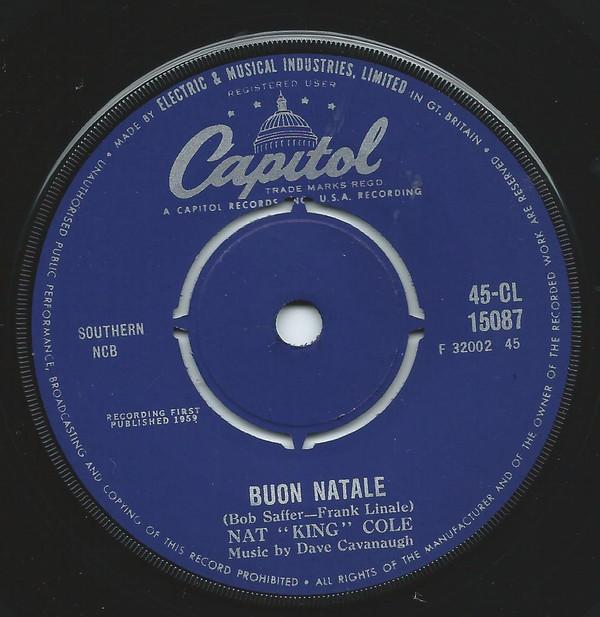 UNAUTHORISED PUBLIC PERFORMANCE, BROADCASTING AND COPYING OF THIS RECORD PROHIBITED • ALL RIGHTS OF THE MANUFACTURER AND OF THE OWNER OF THE RECORDED WORK ARE RESERVED •
MADE BY ELECTRIC & MUSICAL INDUSTRIES, LIMITED IN GT. BRITAIN •
REGISTERED USER
Capitol
TRADE MARKS REGD
A CAPITOL RECORDS INC. U.S.A. RECORDING
45-CL
15087
F 32002 45
SOUTHERN
NCB
RECORDING FIRST
PUBLISHED 1959
BUON NATALE
(Bob Saffer—Frank Linale)
NAT "KING" COLE
Music by Dave Cavanaugh